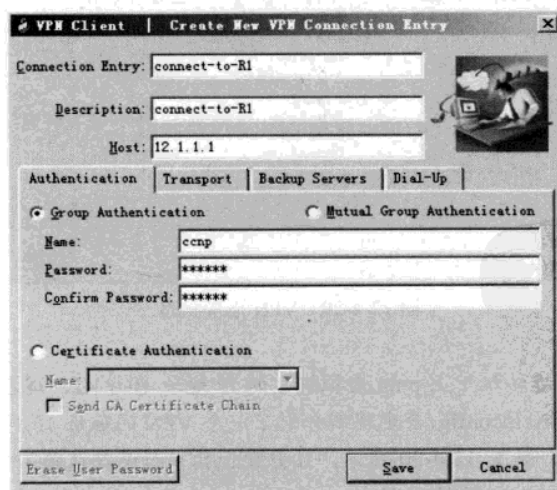 VPN Client | Create New VPN Connection Entry
Connection Entry: connect-to-R1
Description: connect-to-R1
Host: 12.1.1.1
Authentication Transport Backup Servers Dial-Up
Group Authentication Mutual Group Authentication
Name: ccnp
Password: ******
Confirm Password: ******
Certificate Authentication
Name:
Send CA Certificate Chain
Erase User Password Save Cancel